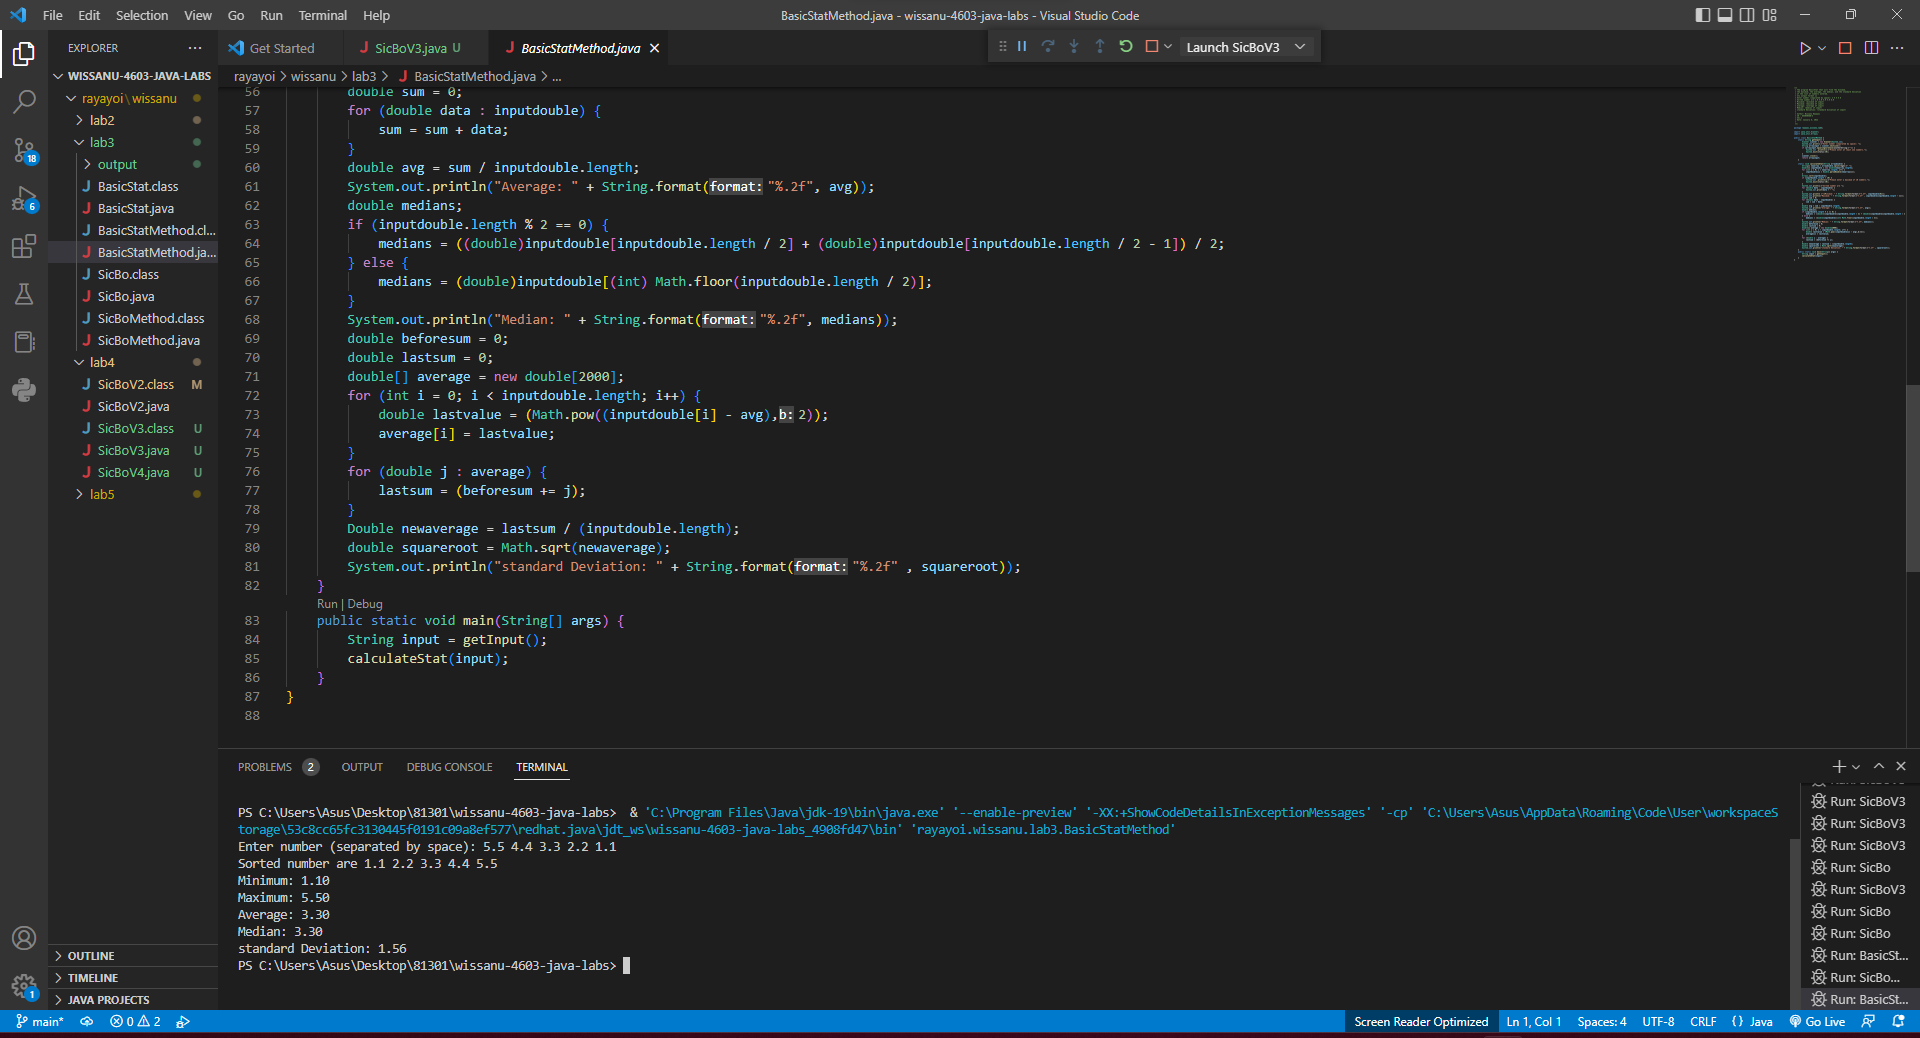 File Edit Selection View Go Run Terminal Help
BasicStatMethod.java - wissanu-4603-java-labs - Visual Studio Code
EXPLORER
Get Started
SicBoV3.java U
BasicStatMethod.java
Launch SicBoV3
WISSANU-4603-JAVA-LABS
rayayoi > wissanu > lab3 > BasicStatMethod.java > ...
rayayoi\wissanu
lab2
lab3
output
BasicStat.class
BasicStat.java
BasicStatMethod.cl...
BasicStatMethod.ja...
SicBo.class
SicBo.java
SicBoMethod.class
SicBoMethod.java
lab4
SicBoV2.class M
SicBoV2.java
SicBoV3.class U
SicBoV3.java U
SicBoV4.java U
lab5
18
6
1
OUTLINE
TIMELINE
JAVA PROJECTS
56 double sum = 0;
57 for (double data : inputdouble) {
58 sum = sum + data;
59 }
60 double avg = sum / inputdouble.length;
61 System.out.println("Average: " + String.format(format: "%.2f", avg));
62 double medians;
63 if (inputdouble.length % 2 == 0) {
64 medians = ((double)inputdouble[inputdouble.length / 2] + (double)inputdouble[inputdouble.length / 2 - 1]) / 2;
65 } else {
66 medians = (double)inputdouble[(int) Math.floor(inputdouble.length / 2)];
67 }
68 System.out.println("Median: " + String.format(format: "%.2f", medians));
69 double beforesum = 0;
70 double lastsum = 0;
71 double[] average = new double[2000];
72 for (int i = 0; i < inputdouble.length; i++) {
73 double lastvalue = (Math.pow((inputdouble[i] - avg),b: 2));
74 average[i] = lastvalue;
75 }
76 for (double j : average) {
77 lastsum = (beforesum += j);
78 }
79 Double newaverage = lastsum / (inputdouble.length);
80 double squareroot = Math.sqrt(newaverage);
81 System.out.println("standard Deviation: " + String.format(format: "%.2f" , squareroot));
82 }
Run | Debug
83 public static void main(String[] args) {
84 String input = getInput();
85 calculateStat(input);
86 }
87 }
88
PROBLEMS 2 OUTPUT DEBUG CONSOLE TERMINAL
PS C:\Users\Asus\Desktop\81301\wissanu-4603-java-labs> & 'C:\Program Files\Java\jdk-19\bin\java.exe' '--enable-preview' '-XX:+ShowCodeDetailsInExceptionMessages' '-cp' 'C:\Users\Asus\AppData\Roaming\Code\User\workspaceS
torage\53c8cc65fc3130445f0191c09a8ef577\redhat.java\jdt_ws\wissanu-4603-java-labs_4908fd47\bin' 'rayayoi.wissanu.lab3.BasicStatMethod'
Enter number (separated by space): 5.5 4.4 3.3 2.2 1.1
Sorted number are 1.1 2.2 3.3 4.4 5.5
Minimum: 1.10
Maximum: 5.50
Average: 3.30
Median: 3.30
standard Deviation: 1.56
PS C:\Users\Asus\Desktop\81301\wissanu-4603-java-labs>
Run: SicBoV3
Run: SicBoV3
Run: SicBoV3
Run: SicBo
Run: SicBoV3
Run: SicBo
Run: SicBo
Run: BasicSt...
Run: SicBo...
Run: BasicSt...
main* 0 2
Screen Reader Optimized Ln 1, Col 1 Spaces: 4 UTF-8 CRLF {} Java Go Live